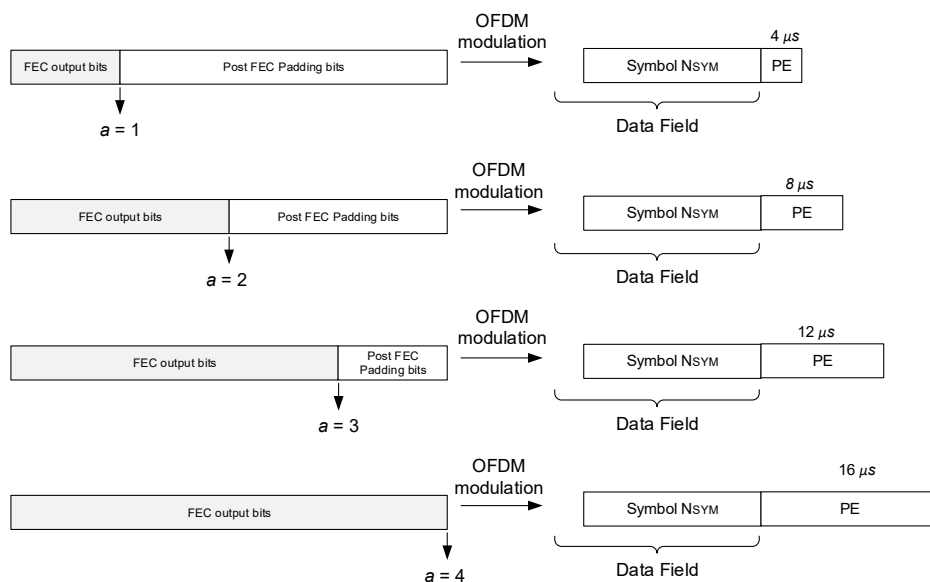 OFDM
modulation
4 µs
FEC output bits
Post FEC Padding bits
Symbol NSYM
PE
a = 1
Data Field
OFDM
modulation
8 µs
FEC output bits
Post FEC Padding bits
Symbol NSYM
PE
a = 2
Data Field
OFDM
modulation
12 µs
FEC output bits
Post FEC
Padding bits
Symbol NSYM
PE
a = 3
Data Field
OFDM
modulation
16 µs
FEC output bits
Symbol NSYM
PE
a = 4
Data Field